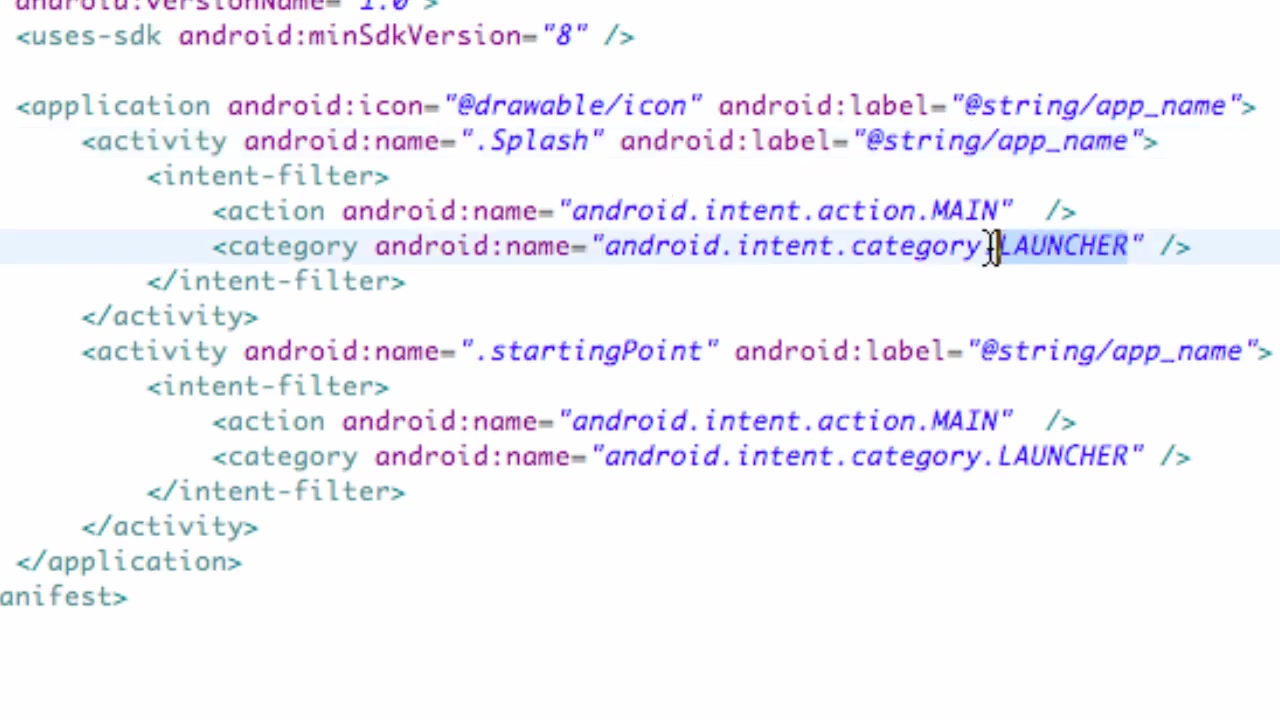 android:versionName="1.0">
<uses-sdk android:minSdkVersion="8" />
<application android:icon="@drawable/icon" android:label="@string/app_name">
<activity android:name=".Splash" android:label="@string/app_name">
<intent-filter>
<action android:name="android.intent.action.MAIN"  />
<category android:name="android.intent.category.LAUNCHER" />
</intent-filter>
</activity>
<activity android:name=".startingPoint" android:label="@string/app_name">
<intent-filter>
<action android:name="android.intent.action.MAIN"  />
<category android:name="android.intent.category.LAUNCHER" />
</intent-filter>
</activity>
</application>
anifest>